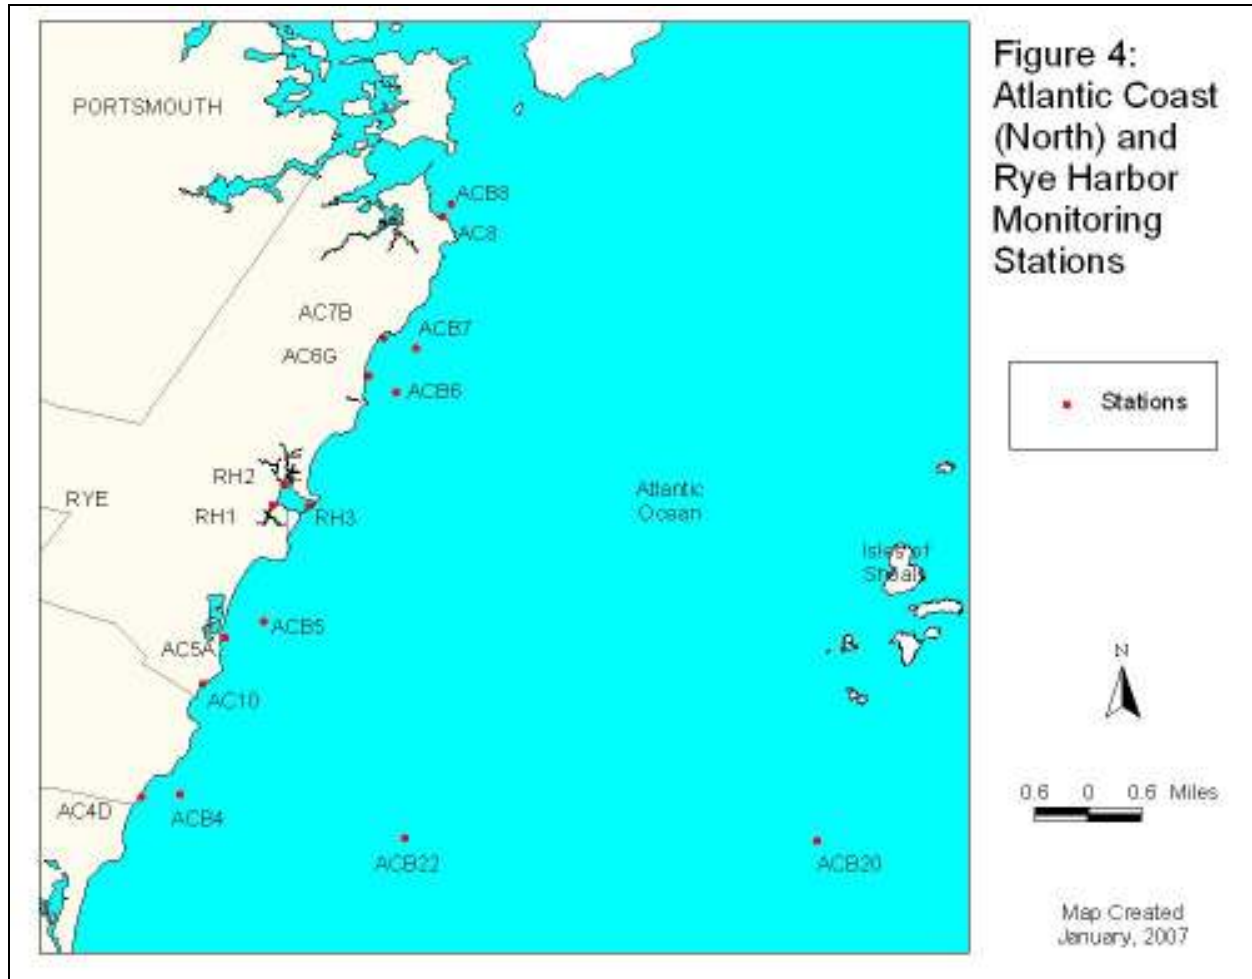 Figure 4:
Atlantic Coast
(North) and
Rye Harbor
Monitoring
Stations
PORTSMOUTH
ACB8
AC8
AC7B
ACB7
AC6G
ACB6
Stations
RH2
RYE
RH1
RH3
Atlantic
Ocean
Isles of
Shoals
ACB5
AC5A
AC10
N
0.6 0 0.6 Miles
AC4D
ACB4
ACB22
ACB20
Map Created
January, 2007